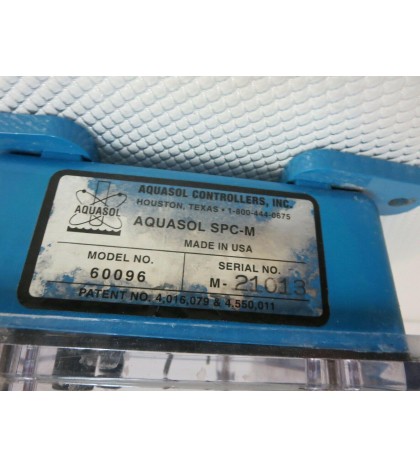 AQUASOL CONTROLLERS, INC.
HOUSTON, TEXAS • 1-800-444-0675
AQUASOL
AQUASOL SPC-M
MADE IN USA
MODEL NO.
SERIAL NO.
60096
M- 21013
PATENT NO. 4,016,079 & 4,550,011